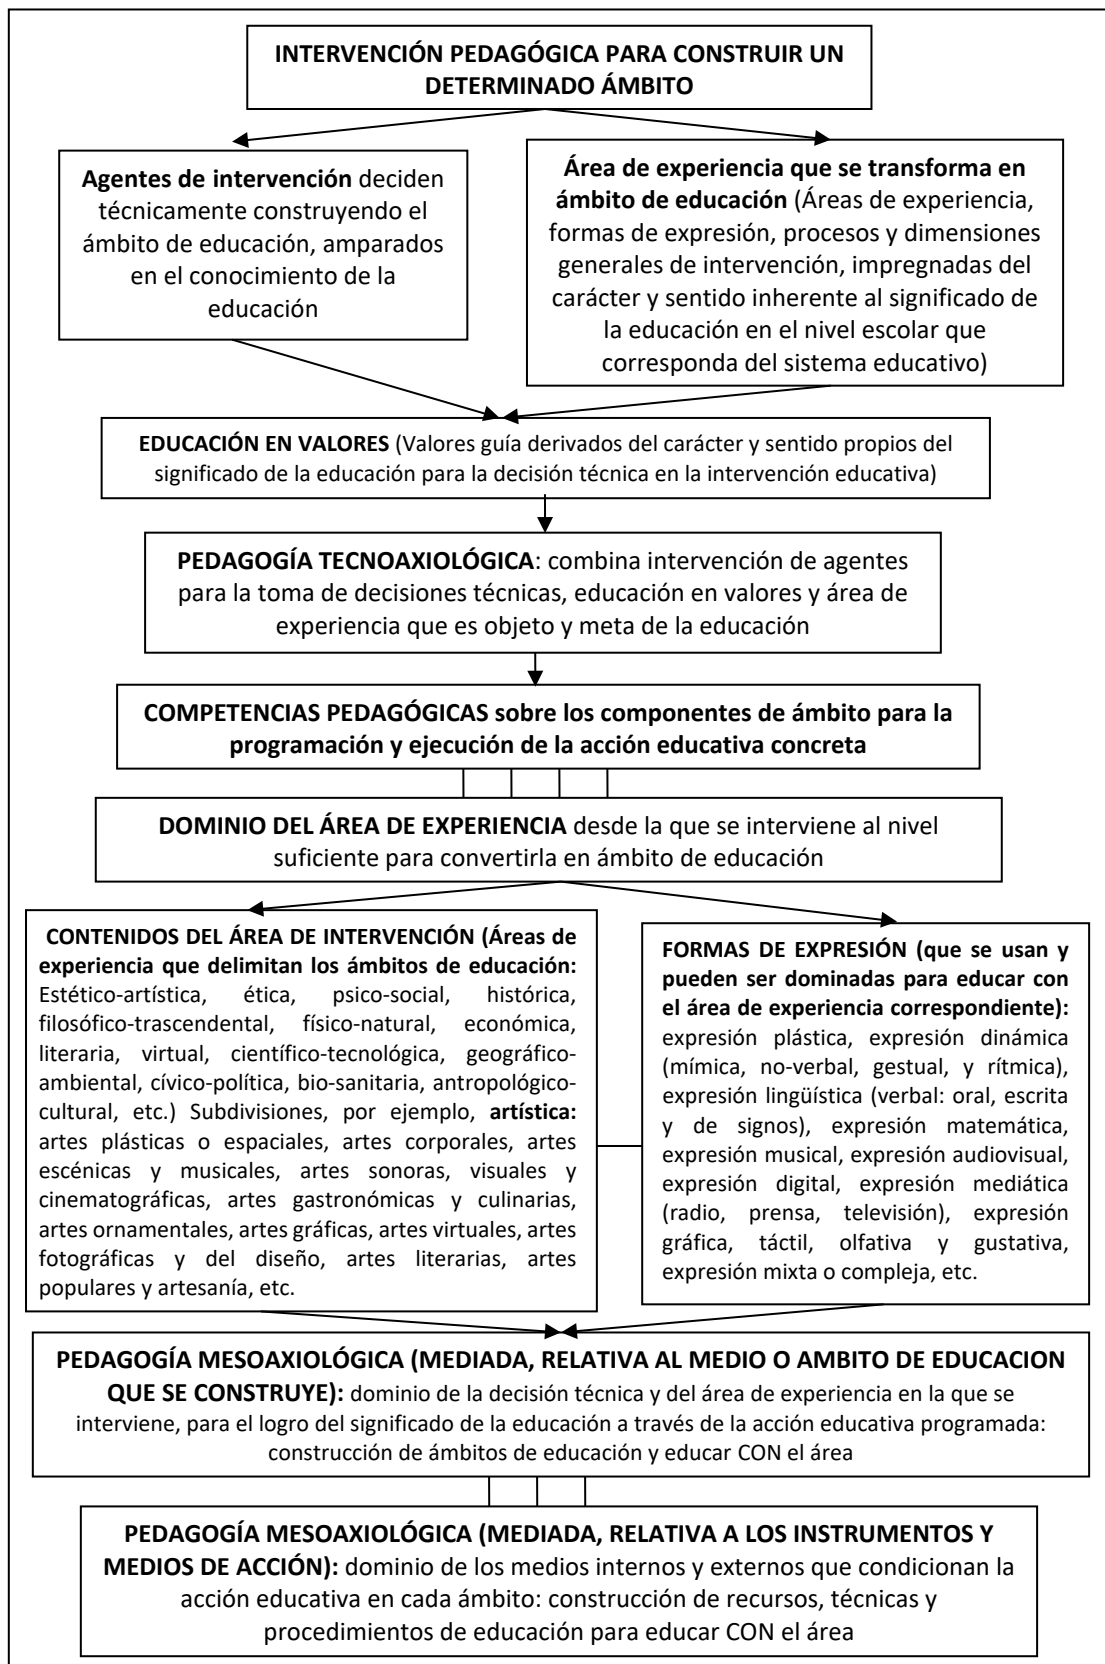 INTERVENCIÓN PEDAGÓGICA PARA CONSTRUIR UN
DETERMINADO ÁMBITO
Agentes de intervención deciden
técnicamente construyendo el
ámbito de educación, amparados
en el conocimiento de la
educación
Área de experiencia que se transforma en
ámbito de educación (Áreas de experiencia,
formas de expresión, procesos y dimensiones
generales de intervención, impregnadas del
carácter y sentido inherente al significado de
la educación en el nivel escolar que
corresponda del sistema educativo)
EDUCACIÓN EN VALORES (Valores guía derivados del carácter y sentido propios del
significado de la educación para la decisión técnica en la intervención educativa)
PEDAGOGÍA TECNOAXIOLÓGICA: combina intervención de agentes
para la toma de decisiones técnicas, educación en valores y área de
experiencia que es objeto y meta de la educación
COMPETENCIAS PEDAGÓGICAS sobre los componentes de ámbito para la
programación y ejecución de la acción educativa concreta
DOMINIO DEL ÁREA DE EXPERIENCIA desde la que se interviene al nivel
suficiente para convertirla en ámbito de educación
CONTENIDOS DEL ÁREA DE INTERVENCIÓN (Áreas de
experiencia que delimitan los ámbitos de educación:
Estético-artística, ética, psico-social, histórica,
filosófico-trascendental, físico-natural, económica,
literaria, virtual, científico-tecnológica, geográfico-
ambiental, cívico-política, bio-sanitaria, antropológico-
cultural, etc.) Subdivisiones, por ejemplo, artística:
artes plásticas o espaciales, artes corporales, artes
escénicas y musicales, artes sonoras, visuales y
cinematográficas, artes gastronómicas y culinarias,
artes ornamentales, artes gráficas, artes virtuales, artes
fotográficas y del diseño, artes literarias, artes
populares y artesanía, etc.
FORMAS DE EXPRESIÓN (que se usan y
pueden ser dominadas para educar con
el área de experiencia correspondiente):
expresión plástica, expresión dinámica
(mímica, no-verbal, gestual, y rítmica),
expresión lingüística (verbal: oral, escrita
y de signos), expresión matemática,
expresión musical, expresión audiovisual,
expresión digital, expresión mediática
(radio, prensa, televisión), expresión
gráfica, táctil, olfativa y gustativa,
expresión mixta o compleja, etc.
PEDAGOGÍA MESOAXIOLÓGICA (MEDIADA, RELATIVA AL MEDIO O AMBITO DE EDUCACION
QUE SE CONSTRUYE): dominio de la decisión técnica y del área de experiencia en la que se
interviene, para el logro del significado de la educación a través de la acción educativa programada:
construcción de ámbitos de educación y educar CON el área
PEDAGOGÍA MESOAXIOLÓGICA (MEDIADA, RELATIVA A LOS INSTRUMENTOS Y
MEDIOS DE ACCIÓN): dominio de los medios internos y externos que condicionan la
acción educativa en cada ámbito: construcción de recursos, técnicas y
procedimientos de educación para educar CON el área